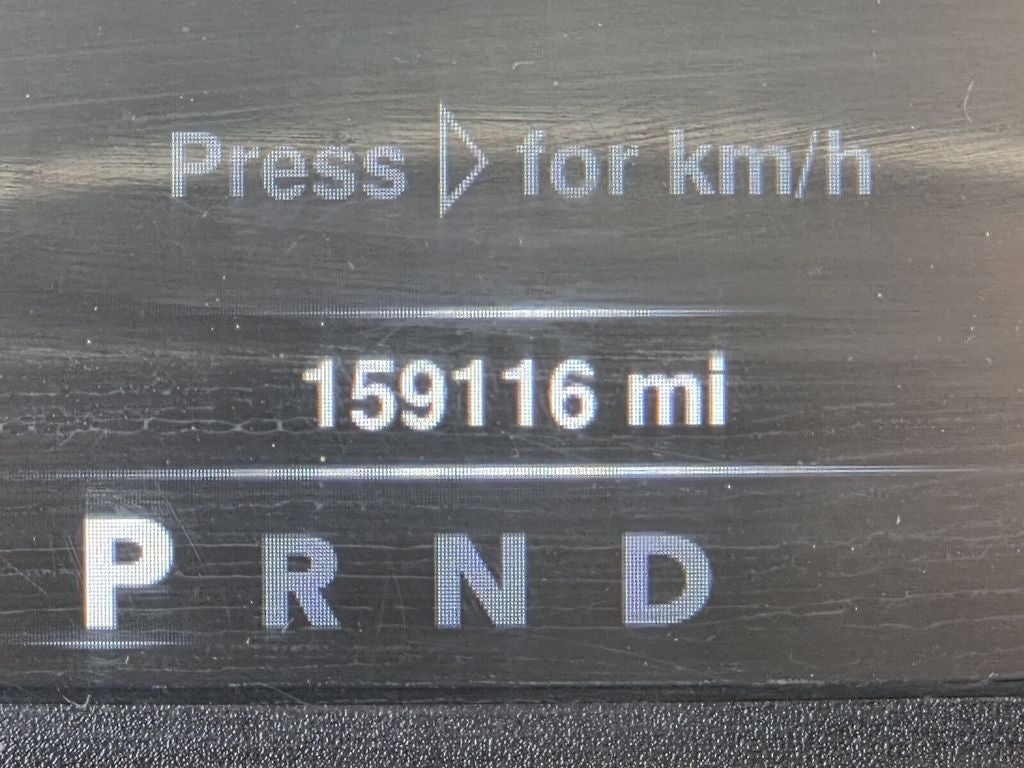 Press ▷ for km/h
159116 mi
P R N D